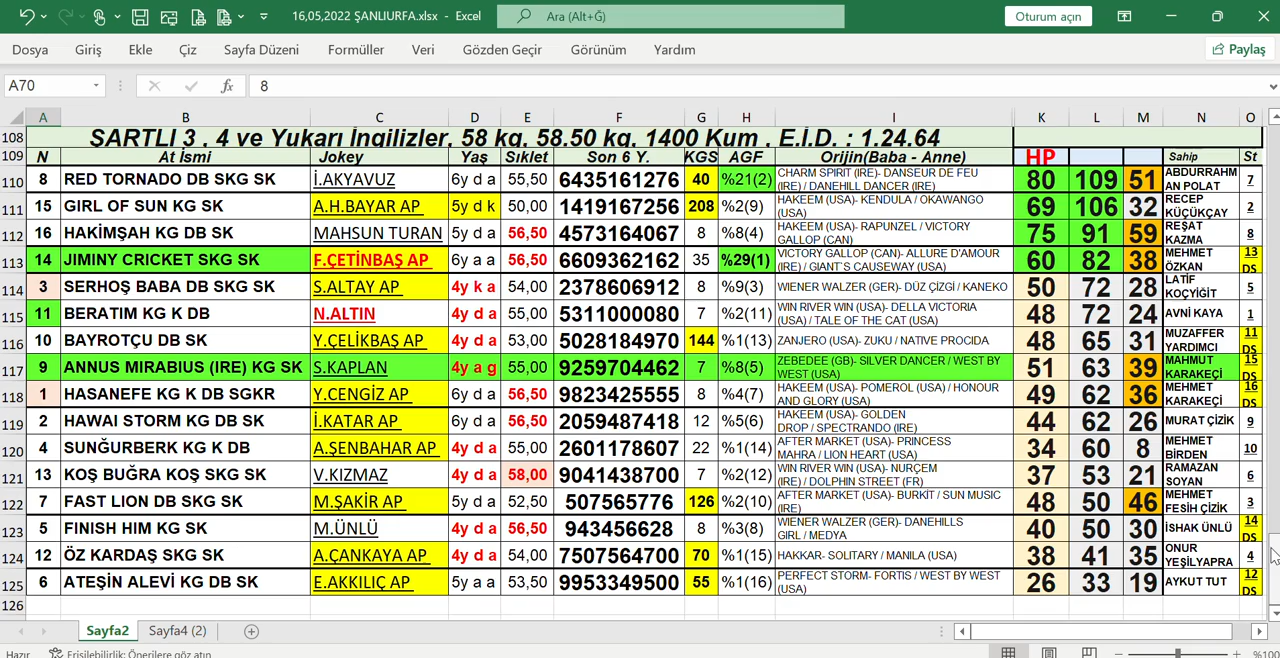 16,05,2022 ŞANLIURFA.xlsx - Excel
Ara (Alt+Ğ)
Oturum açın
Dosya Giriş Ekle Çiz Sayfa Düzeni Formüller Veri Gözden Geçir Görünüm Yardım Paylaş
A70 fx 8
A B C D E F G H I K L M N O
108 SARTLI 3 , 4 ve Yukarı İngilizler, 58 kg, 58.50 kg, 1400 Kum , E.İ.D. : 1.24.64
109 N At İsmi Jokey Yaş Sıklet Son 6 Y. KGS AGF Orijin(Baba - Anne) HP Sahip St
110 8 RED TORNADO DB SKG SK İ.AKYAVUZ 6y d a 55,50 6435161276 40 %21(2) CHARM SPIRIT (IRE)- DANSEUR DE FEU (IRE) / DANEHILL DANCER (IRE) 80 109 51 ABDURRAHMAN POLAT 7
111 15 GIRL OF SUN KG SK A.H.BAYAR AP 5y d k 50,00 1419167256 208 %2(9) HAKEEM (USA)- KENDULA / OKAWANGO (USA) 69 106 32 RECEP KÜÇÜKÇAY 2
112 16 HAKİMŞAH KG DB SK MAHSUN TURAN 5y d a 56,50 4573164067 8 %8(4) HAKEEM (USA)- RAPUNZEL / VICTORY GALLOP (CAN) 75 91 59 REŞAT KAZMA 8
113 14 JIMINY CRICKET SKG SK F.ÇETİNBAŞ AP 5y a a 56,50 6609362162 35 %29(1) VICTORY GALLOP (CAN)- ALLURE D'AMOUR (IRE) / GIANT'S CAUSEWAY (USA) 60 82 38 MEHMET ÖZKAN 13 DS
114 3 SERHOŞ BABA DB SKG SK S.ALTAY AP 4y k a 54,00 2378606912 8 %9(3) WIENER WALZER (GER)- DÜZ ÇİZGİ / KANEKO 50 72 28 LATİF KOÇYİĞİT 5
115 11 BERATIM KG K DB N.ALTIN 4y d a 55,00 5311000080 7 %2(11) WIN RIVER WIN (USA)- DELLA VICTORIA (USA) / TALE OF THE CAT (USA) 48 72 24 AVNİ KAYA 1
116 10 BAYROTÇU DB SK Y.ÇELİKBAŞ AP 4y d a 53,00 5028184970 144 %1(13) ZANJERO (USA)- ZUKU / NATIVE PROCIDA 48 65 31 MUZAFFER YARDIMCI 11 DS
117 9 ANNUS MIRABIUS (IRE) KG SK S.KAPLAN 4y a g 55,00 9259704462 7 %8(5) ZEBEDEE (GB)- SILVER DANCER / WEST BY WEST (USA) 51 63 39 MAHMUT KARAKEÇİ 15 DS
118 1 HASANEFE KG K DB SGKR Y.CENGİZ AP 6y d a 56,50 9823425555 8 %4(7) HAKEEM (USA)- POMEROL (USA) / HONOUR AND GLORY (USA) 49 62 36 MEHMET KARAKEÇİ 16 DS
119 2 HAWAI STORM KG DB SK İ.KATAR AP 6y d a 56,50 2059487418 12 %5(6) HAKEEM (USA)- GOLDEN DROP / SPECTRANDO (IRE) 44 62 26 MURAT ÇİZİK 9
120 4 SUNĞURBERK KG K DB A.ŞENBAHAR AP 4y d a 55,00 2601178607 22 %1(14) AFTER MARKET (USA)- PRINCESS MAHRA / LION HEART (USA) 34 60 8 MEHMET BİRDEN 10
121 13 KOŞ BUĞRA KOŞ SKG SK V.KIZMAZ 4y d a 58,00 9041438700 7 %2(12) WIN RIVER WIN (USA)- NURÇEM (IRE) / DOLPHIN STREET (FR) 37 53 21 RAMAZAN SOYAN 6
122 7 FAST LION DB SKG SK M.ŞAKİR AP 5y d a 52,50 507565776 126 %2(10) AFTER MARKET (USA)- BURKİT / SUN MUSIC (IRE) 48 50 46 MEHMET FESİH ÇİZİK 3
123 5 FINISH HIM KG SK M.ÜNLÜ 4y d a 56,50 943456628 8 %3(8) WIENER WALZER (GER)- DANEHILLS GIRL / MEDYA 40 50 30 İSHAK ÜNLÜ 14 DS
124 12 ÖZ KARDAŞ SKG SK A.ÇANKAYA AP 4y d a 54,00 7507564700 70 %1(15) HAKKAR- SOLITARY / MANILA (USA) 38 41 35 ONUR YEŞİLYAPRA 4
125 6 ATEŞİN ALEVİ KG DB SK E.AKKILIÇ AP 5y a a 53,50 9953349500 55 %1(16) PERFECT STORM- FORTIS / WEST BY WEST (USA) 26 33 19 AYKUT TUT 12 DS
126
Sayfa2 Sayfa4 (2)
Hazır Erişilebilirlik: Önerilere göz atın %100